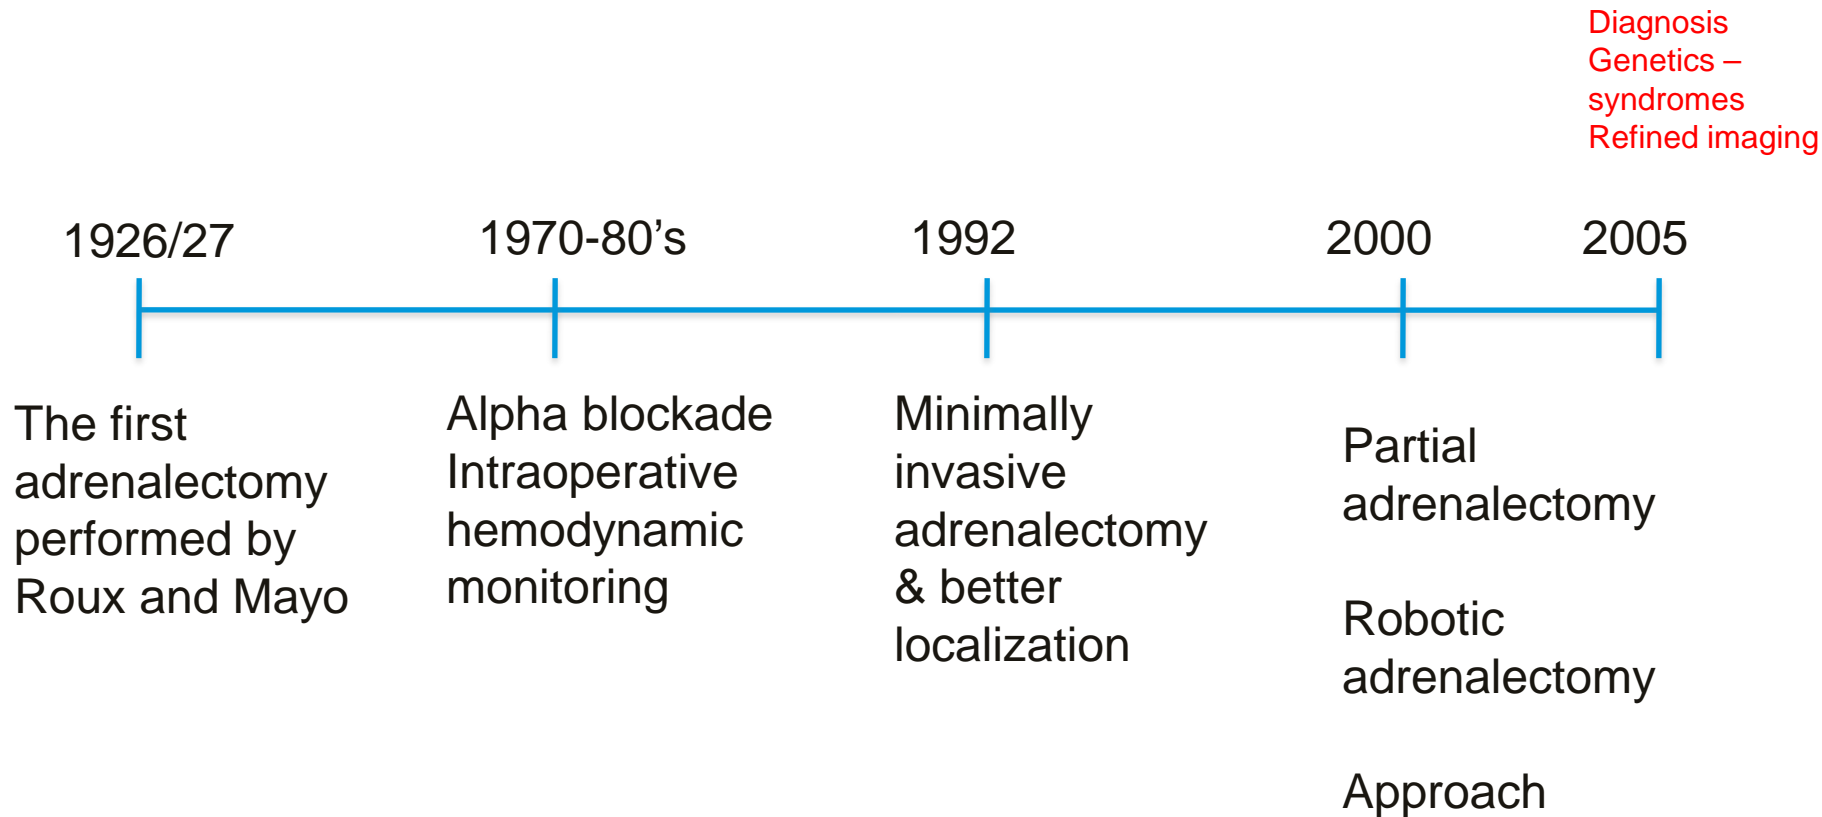 Diagnosis
Genetics –
syndromes
Refined imaging
1926/27
1970-80’s
1992
2000
2005
The first
adrenalectomy
performed by
Roux and Mayo
Alpha blockade
Intraoperative
hemodynamic
monitoring
Minimally
invasive
adrenalectomy
& better
localization
Partial
adrenalectomy
Robotic
adrenalectomy
Approach